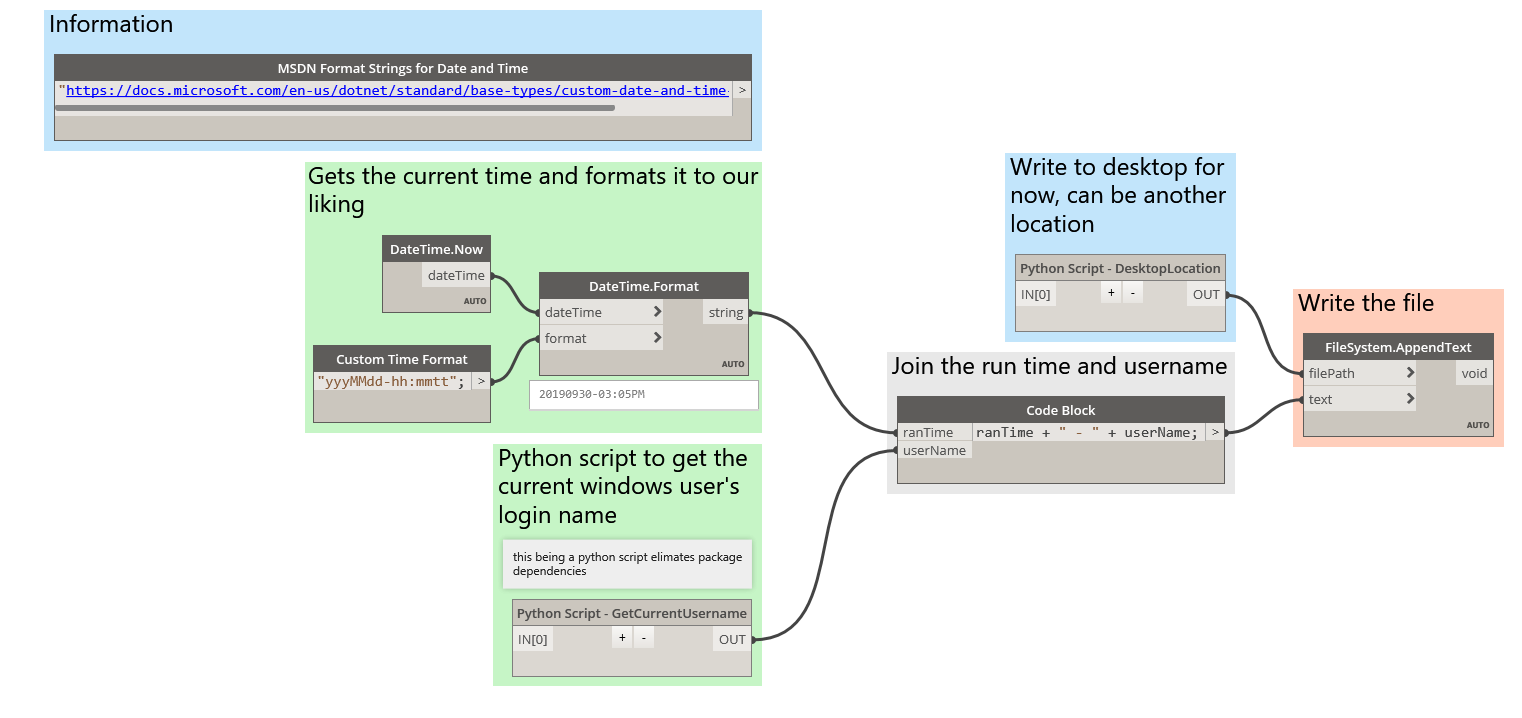 Information
MSDN Format Strings for Date and Time
"https://docs.microsoft.com/en-us/dotnet/standard/base-types/custom-date-and-time- >
Gets the current time and formats it to our
liking
DateTime.Now
dateTime
AUTO
DateTime.Format
dateTime > string
format >
AUTO
Custom Time Format
"yyyMMdd-hh:mmtt"; >
20190930-03:05PM
Python script to get the
current windows user's
login name
this being a python script elimates package
dependencies
Python Script - GetCurrentUsername
IN[0] + - OUT
Join the run time and username
Code Block
ranTime ranTime + " - " + userName; >
userName
Write to desktop for
now, can be another
location
Python Script - DesktopLocation
IN[0] + - OUT
Write the file
FileSystem.AppendText
filePath > void
text >
AUTO